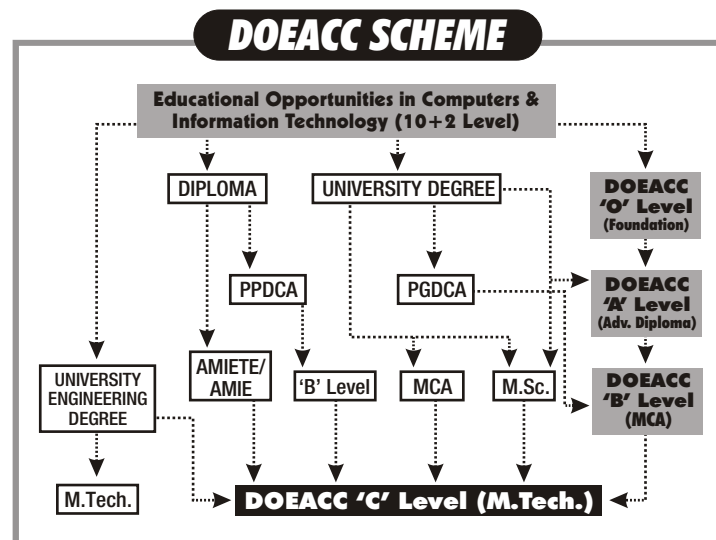 DOEACC SCHEME
Educational Opportunities in Computers &
Information Technology (10+2 Level)
DIPLOMA
UNIVERSITY DEGREE
DOEACC
‘O’ Level
(Foundation)
PPDCA
PGDCA
DOEACC
‘A’ Level
(Adv. Diploma)
UNIVERSITY
ENGINEERING
DEGREE
AMIETE/
AMIE
‘B’ Level
MCA
M.Sc.
DOEACC
‘B’ Level
(MCA)
M.Tech.
DOEACC ‘C’ Level (M.Tech.)